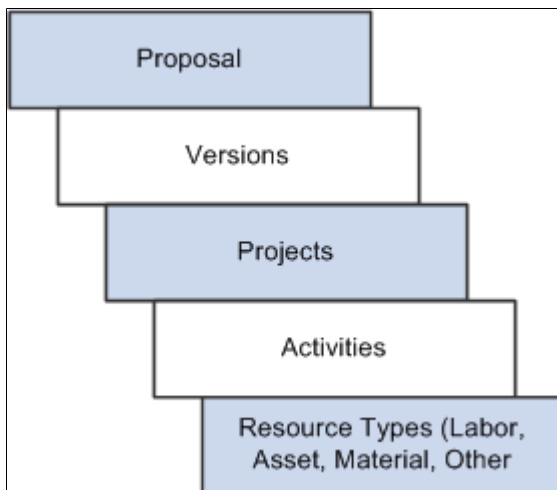 Proposal
Versions
Projects
Activities
Resource Types (Labor,
Asset, Material, Other